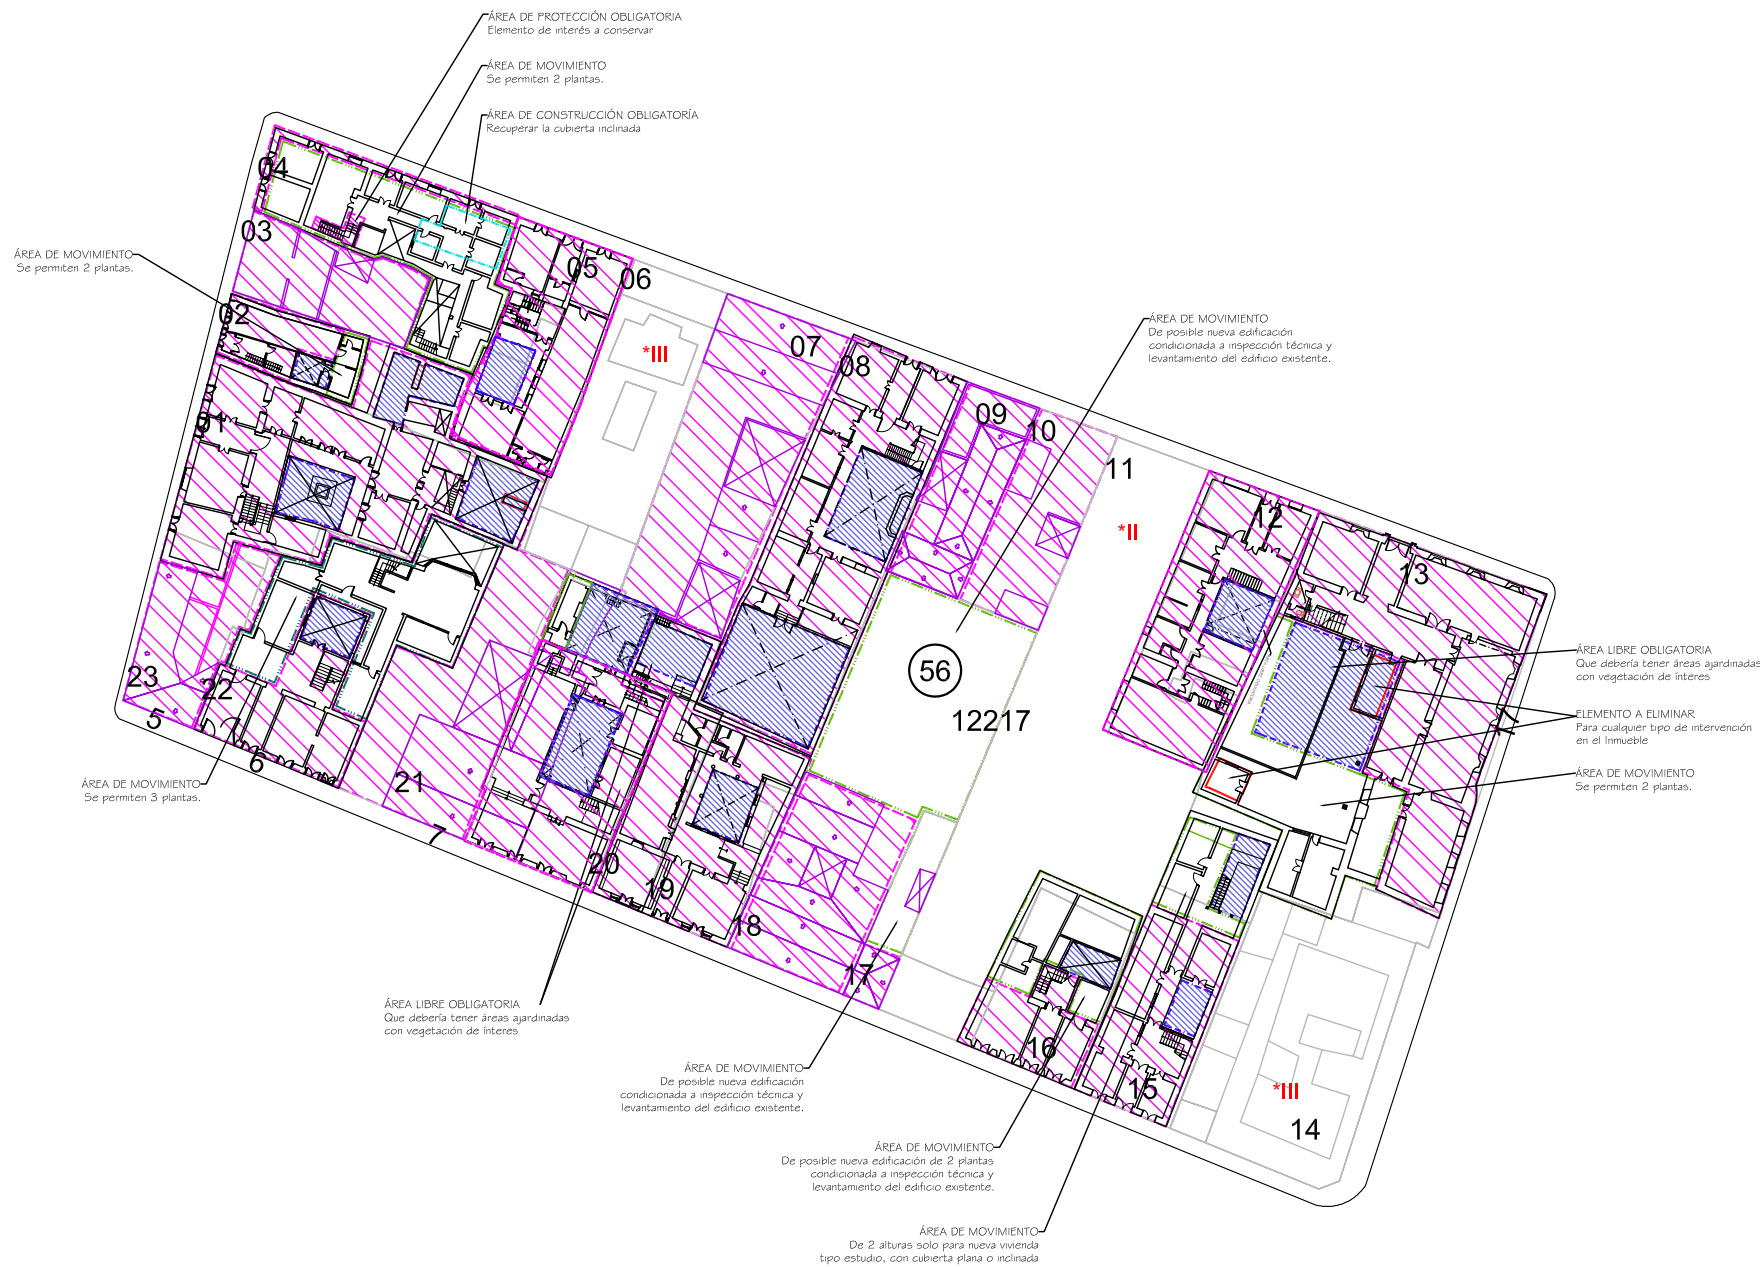 ÁREA DE PROTECCIÓN OBLIGATORIA
Elemento de interés a conservar
ÁREA DE MOVIMIENTO
Se permiten 2 plantas.
ÁREA DE CONSTRUCCIÓN OBLIGATORÍA
Recuperar la cubierta inclinada
04
03
ÁREA DE MOVIMIENTO
Se permiten 2 plantas.
02
01
05
06
*III
07
08
ÁREA DE MOVIMIENTO
De posible nueva edificación
condicionada a inspección técnica y
levantamiento del edificio existente.
09
10
11
*II
12
13
56
12217
ÁREA LIBRE OBLIGATORIA
Que debería tener áreas ajardinadas
con vegetación de ínteres
ELEMENTO A ELIMINAR
Para cualquier tipo de intervención
en el Inmueble
ÁREA DE MOVIMIENTO
Se permiten 2 plantas.
23
22
5
6
21
7
ÁREA DE MOVIMIENTO
Se permiten 3 plantas.
20
19
18
17
16
15
*III
14
ÁREA LIBRE OBLIGATORIA
Que debería tener áreas ajardinadas
con vegetación de ínteres
ÁREA DE MOVIMIENTO
De posible nueva edificación
condicionada a inspección técnica y
levantamiento del edificio existente.
ÁREA DE MOVIMIENTO
De posible nueva edificación de 2 plantas
condicionada a inspección técnica y
levantamiento del edificio existente.
ÁREA DE MOVIMIENTO
De 2 alturas solo para nueva vivienda
tipo estudio, con cubierta plana o inclinada